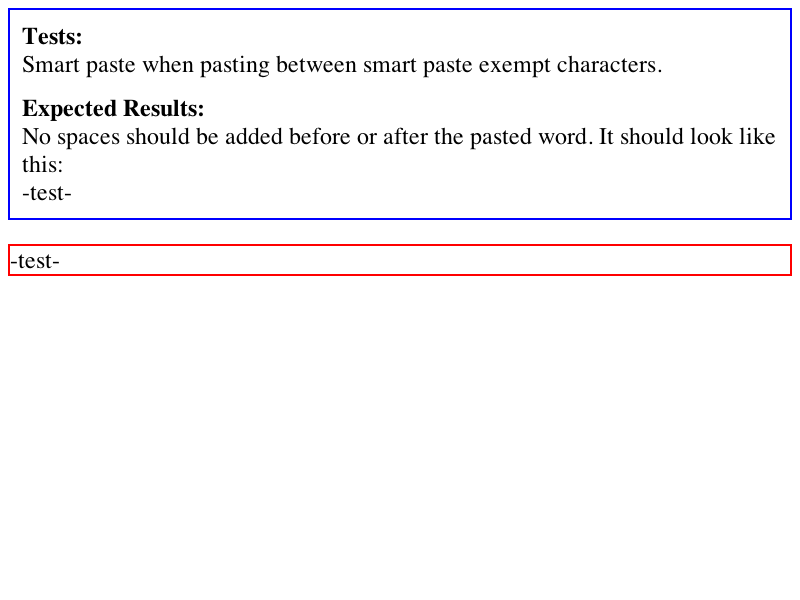 Tests:
Smart paste when pasting between smart paste exempt characters.
Expected Results:
No spaces should be added before or after the pasted word. It should look like
this:
-test-
-test-